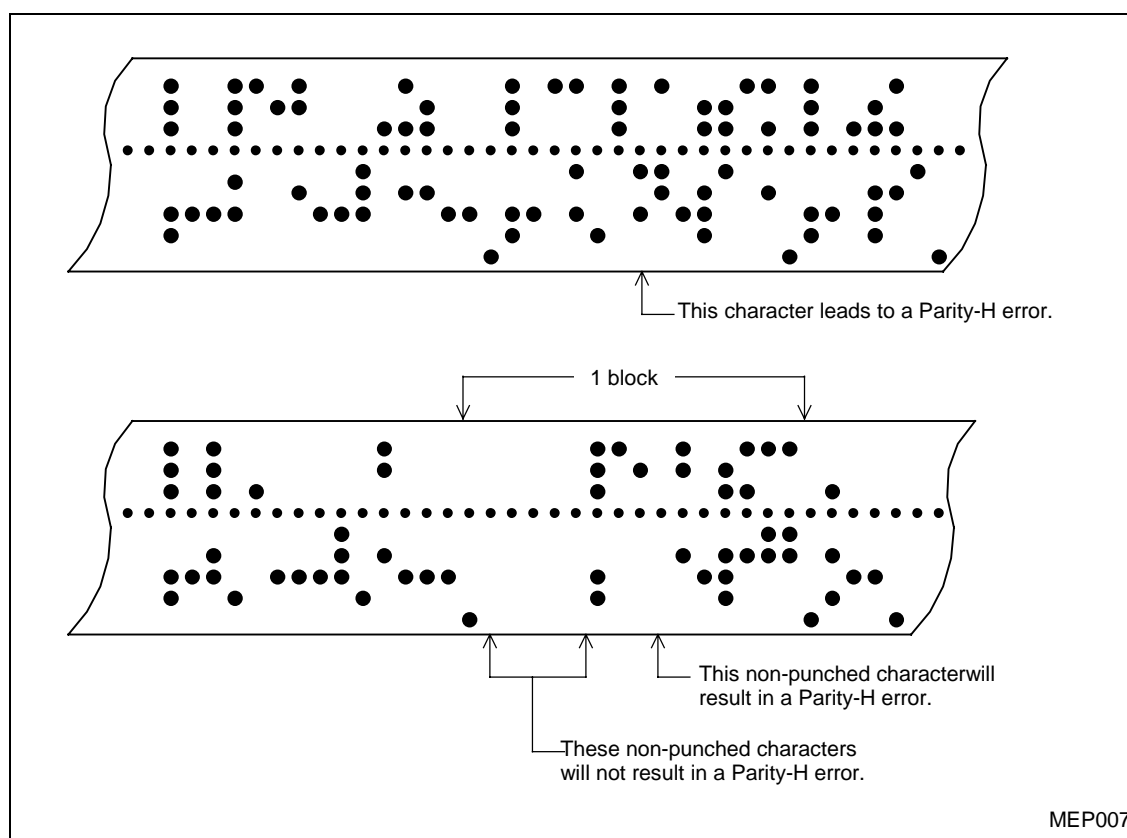 This character leads to a Parity-H error.
1 block
This non-punched characterwill
result in a Parity-H error.
These non-punched characters
will not result in a Parity-H error.
MEP007